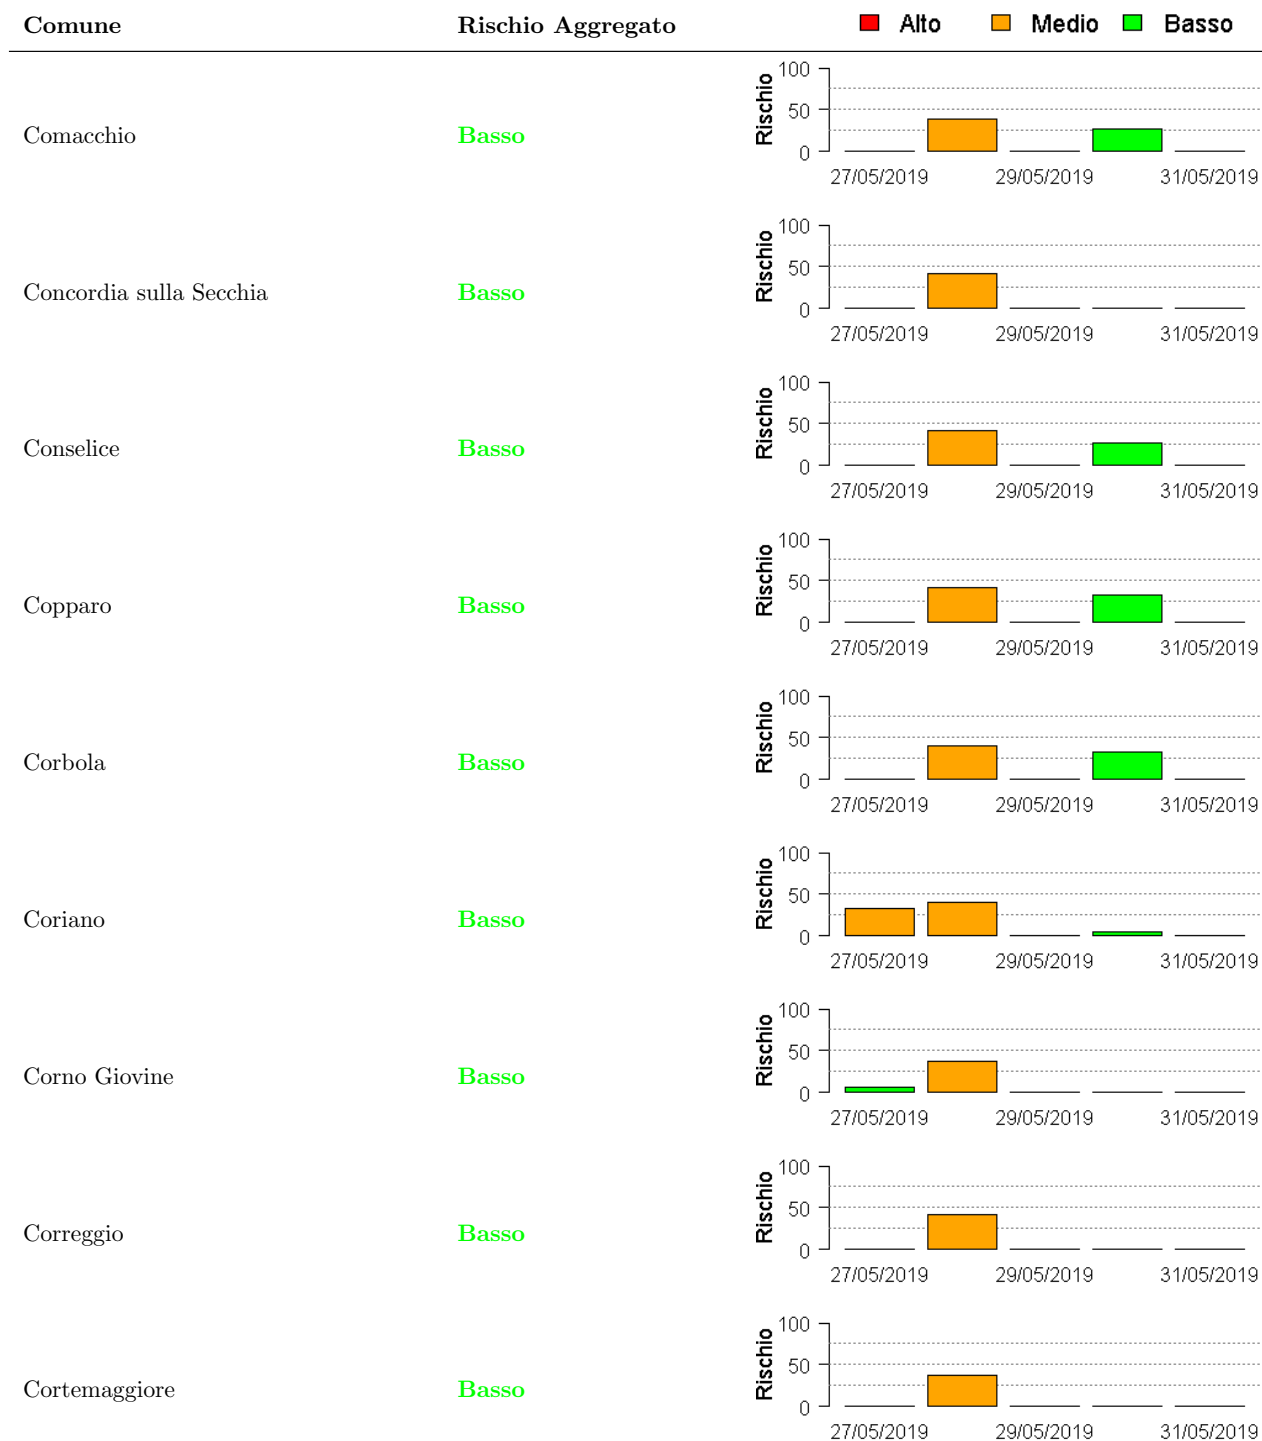 Comune Rischio Aggregato Alto Medio Basso
Comacchio Basso Rischio 100 50 0
27/05/2019 29/05/2019 31/05/2019
Concordia sulla Secchia Basso Rischio 100 50 0
27/05/2019 29/05/2019 31/05/2019
Conselice Basso Rischio 100 50 0
27/05/2019 29/05/2019 31/05/2019
Copparo Basso Rischio 100 50 0
27/05/2019 29/05/2019 31/05/2019
Corbola Basso Rischio 100 50 0
27/05/2019 29/05/2019 31/05/2019
Coriano Basso Rischio 100 50 0
27/05/2019 29/05/2019 31/05/2019
Corno Giovine Basso Rischio 100 50 0
27/05/2019 29/05/2019 31/05/2019
Correggio Basso Rischio 100 50 0
27/05/2019 29/05/2019 31/05/2019
Cortemaggiore Basso Rischio 100 50 0
27/05/2019 29/05/2019 31/05/2019